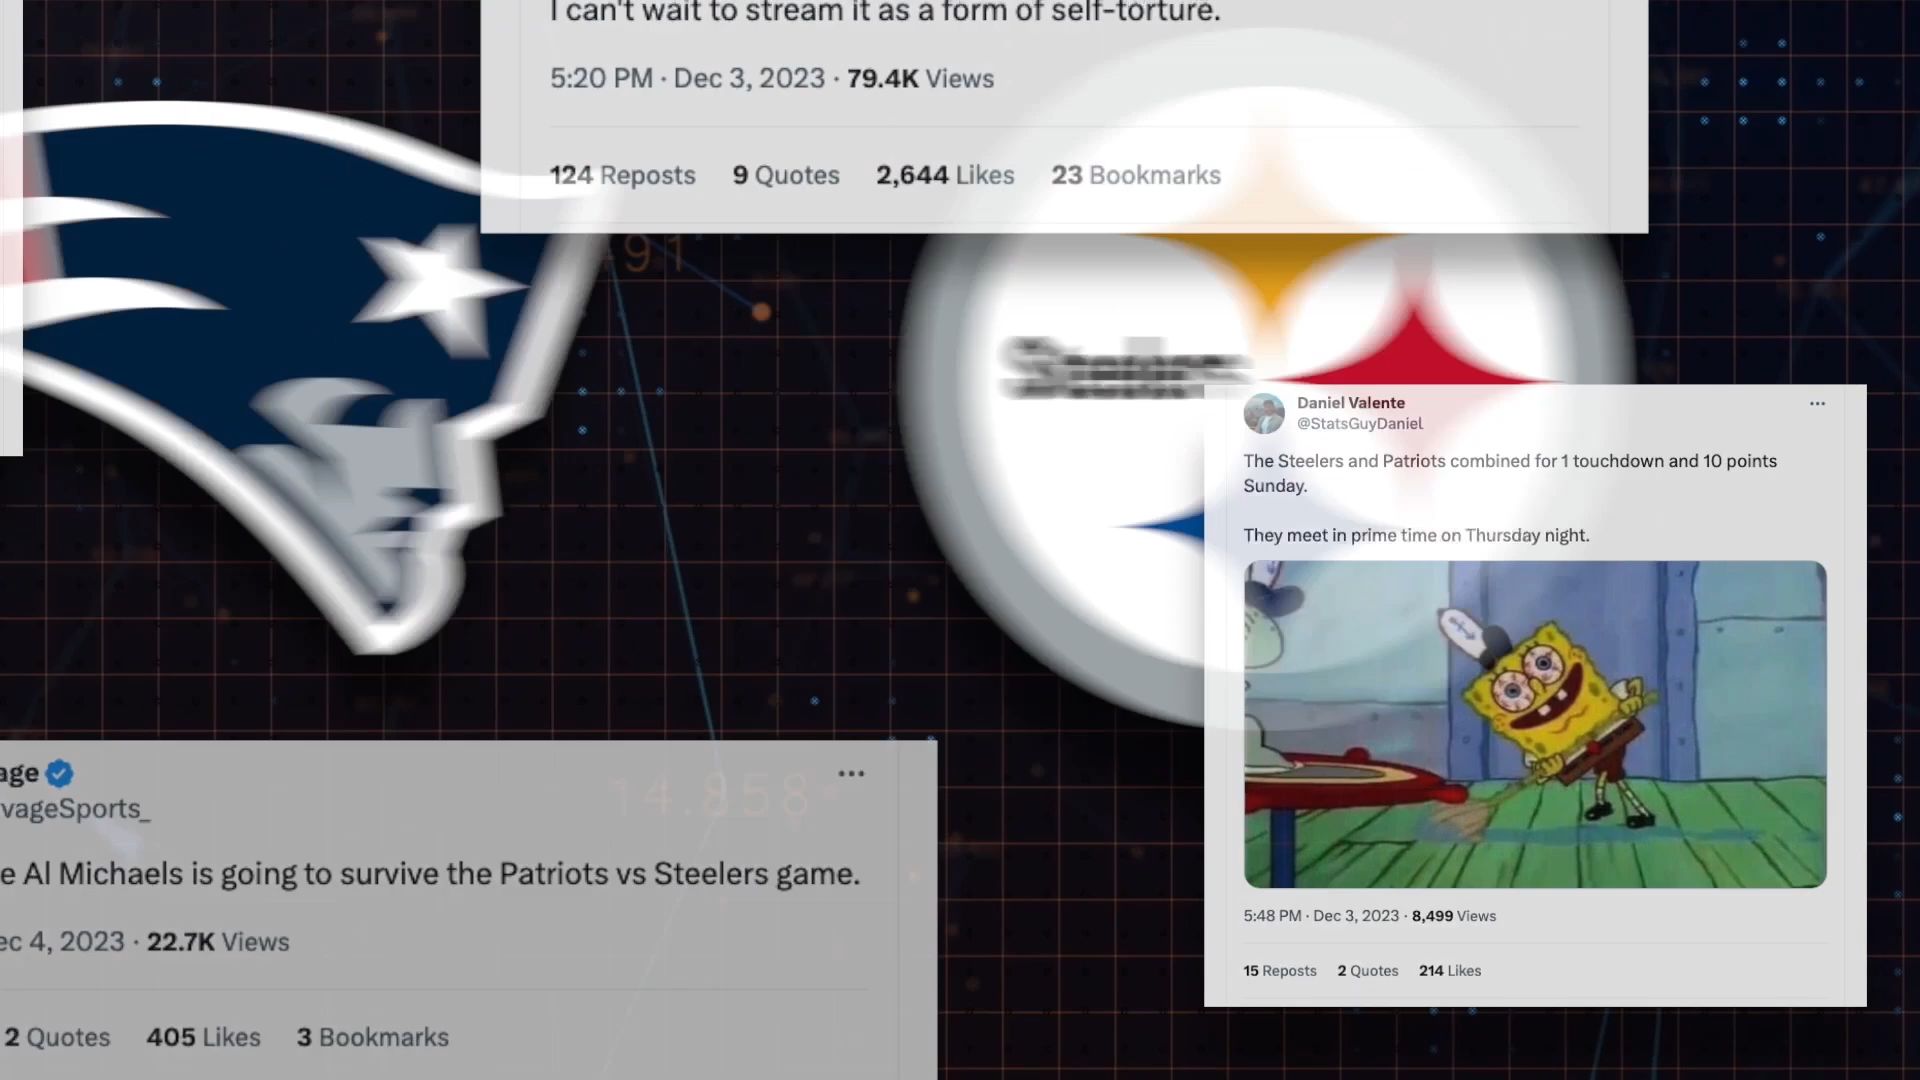 I can't wait to stream it as a form of self-torture.
5:20 PM · Dec 3, 2023 · 79.4K Views
124 Reposts 9 Quotes 2,644 Likes 23 Bookmarks
91
Steelers
Daniel Valente
@StatsGuyDaniel
The Steelers and Patriots combined for 1 touchdown and 10 points
Sunday.
They meet in prime time on Thursday night.
5:48 PM · Dec 3, 2023 · 8,499 Views
15 Reposts 2 Quotes 214 Likes
age
vageSports_
14.858
e Al Michaels is going to survive the Patriots vs Steelers game.
ec 4, 2023 · 22.7K Views
2 Quotes 405 Likes 3 Bookmarks